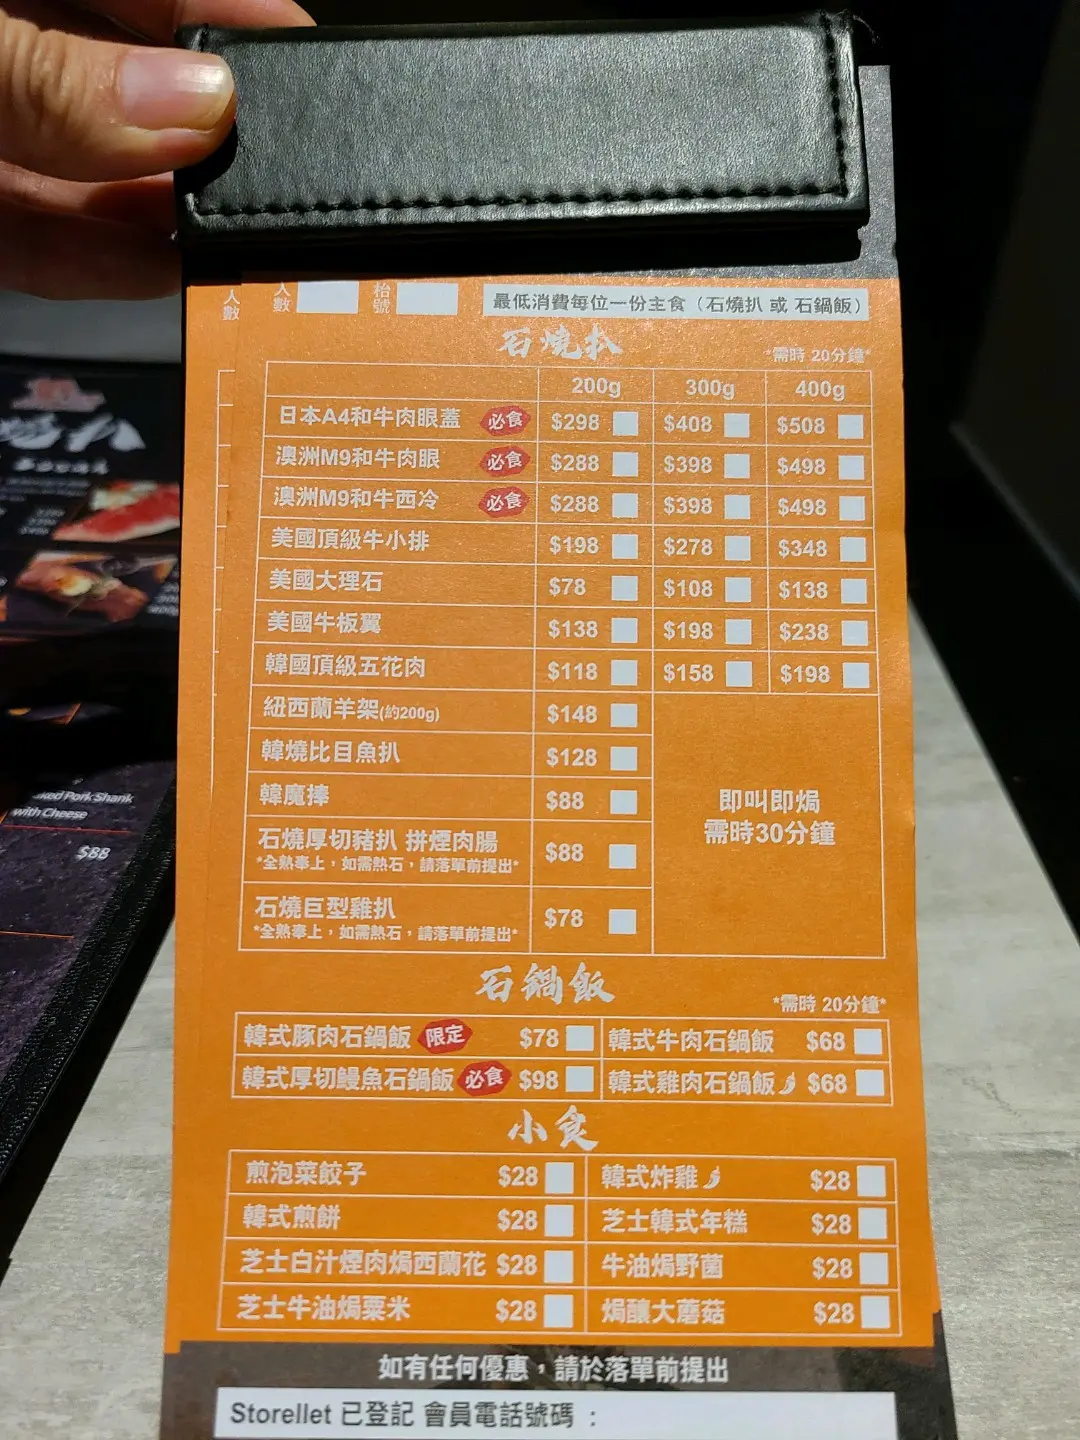 人數
人數
枱號
最低消費每位一份主食（石燒扒 或 石鍋飯）
石燒扒
*需時 20分鐘*
200g 300g 400g
日本A4和牛肉眼蓋 必食 $298 $408 $508
澳洲M9和牛肉眼 必食 $288 $398 $498
澳洲M9和牛西冷 必食 $288 $398 $498
美國頂級牛小排 $198 $278 $348
美國大理石 $78 $108 $138
美國牛板翼 $138 $198 $238
韓國頂級五花肉 $118 $158 $198
紐西蘭羊架(約200g) $148
韓燒比目魚扒 $128
韓魔捧 $88
石燒厚切豬扒 拼煙肉腸 $88
*全熟奉上，如需熱石，請落單前提出*
石燒巨型雞扒 $78
*全熟奉上，如需熱石，請落單前提出*
即叫即焗
需時30分鐘
石鍋飯
*需時 20分鐘*
韓式豚肉石鍋飯 限定 $78 韓式牛肉石鍋飯 $68
韓式厚切鰻魚石鍋飯 必食 $98 韓式雞肉石鍋飯 $68
小食
煎泡菜餃子 $28 韓式炸雞 $28
韓式煎餅 $28 芝士韓式年糕 $28
芝士白汁煙肉焗西蘭花 $28 牛油焗野菌 $28
芝士牛油焗粟米 $28 焗釀大蘑菇 $28
如有任何優惠，請於落單前提出
Storellet 已登記 會員電話號碼 ：
Pork Shank
with Cheese
$88